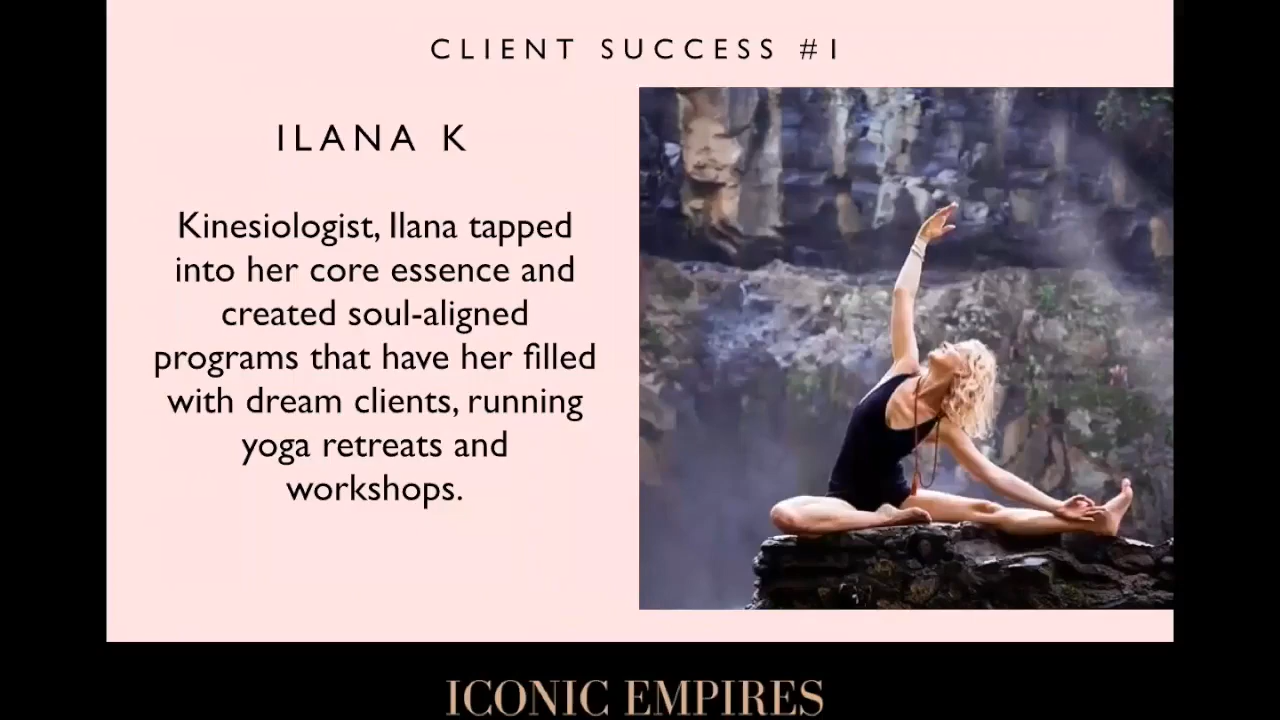 CLIENT SUCCESS #1
ILANA K
Kinesiologist, Ilana tapped
into her core essence and
created soul-aligned
programs that have her filled
with dream clients, running
yoga retreats and
workshops.
ICONIC EMPIRES